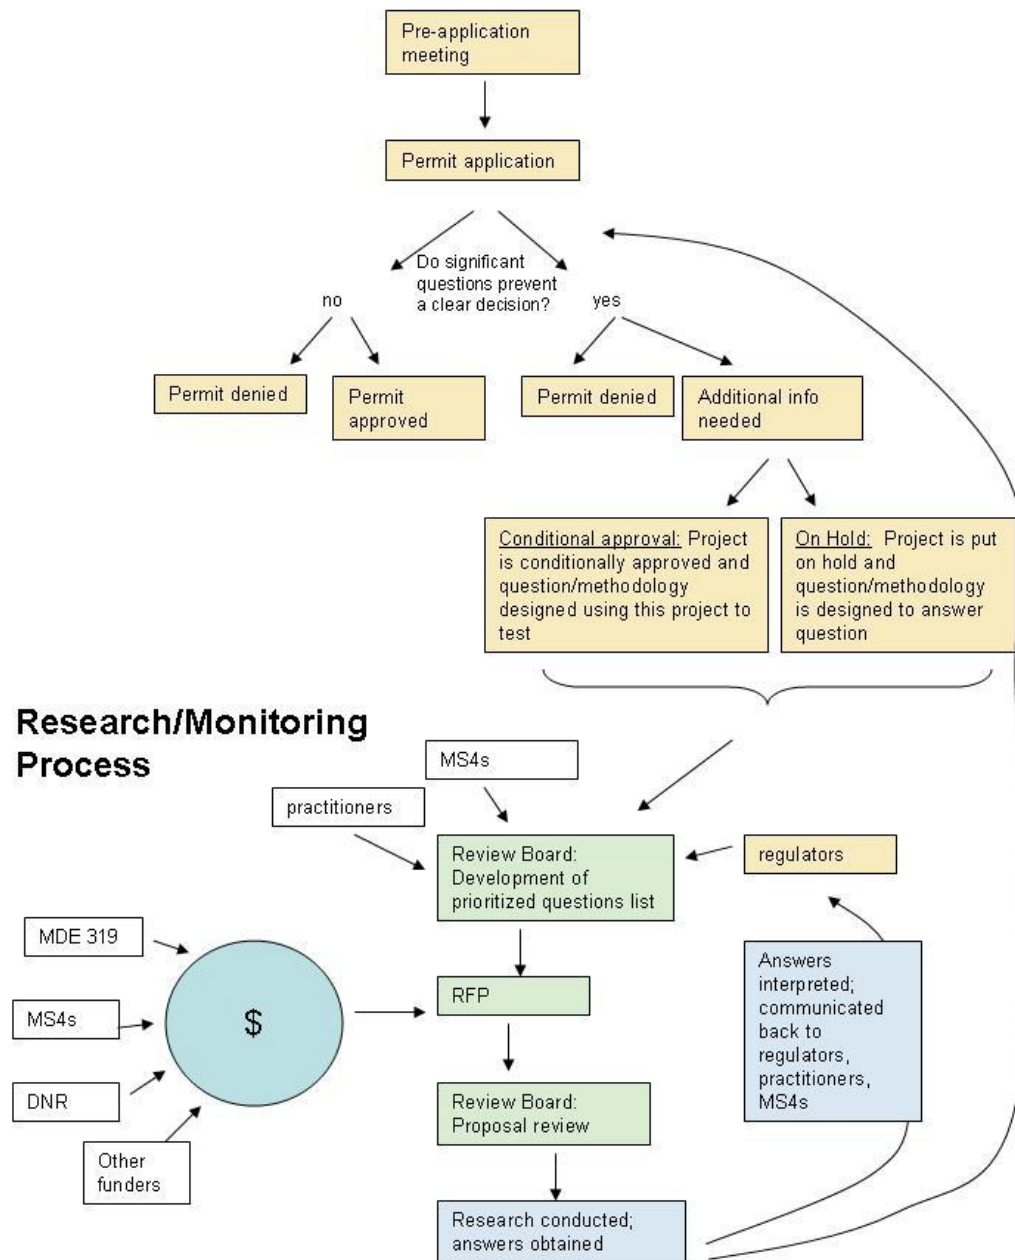 Pre-application
meeting
Permit application
Do significant
questions prevent
a clear decision?
no
yes
Permit denied
Permit
approved
Permit denied
Additional info
needed
Conditional approval: Project
is conditionally approved and
question/methodology
designed using this project to
test
On Hold: Project is put
on hold and
question/methodology
is designed to answer
question
Research/Monitoring
Process
MS4s
practitioners
Review Board:
Development of
prioritized questions list
regulators
MDE 319
MS4s
DNR
Other
funders
$
RFP
Answers
interpreted;
communicated
back to
regulators,
practitioners,
MS4s
Review Board:
Proposal review
Research conducted;
answers obtained